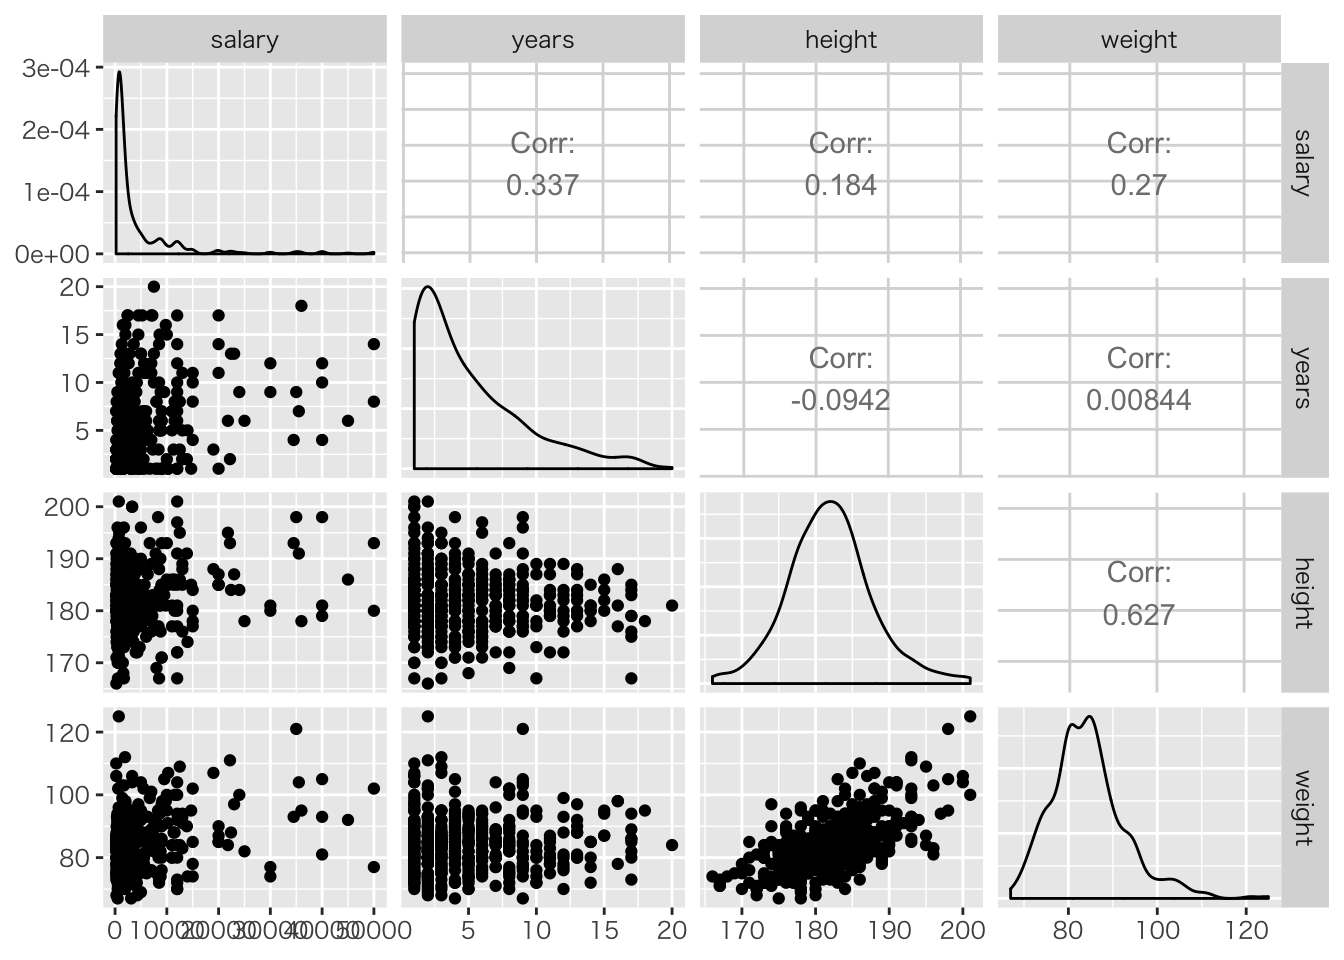 salary years height weight
3e-04
2e-04
1e-04
0e+00
Corr:
0.337
Corr:
0.184
Corr:
0.27
salary
20
15
10
5
Corr:
-0.0942
Corr:
0.00844
years
200
190
180
170
Corr:
0.627
height
120
100
80
weight
0 10000 20000 30000 40000 50000 5 10 15 20 170 180 190 200 80 100 120